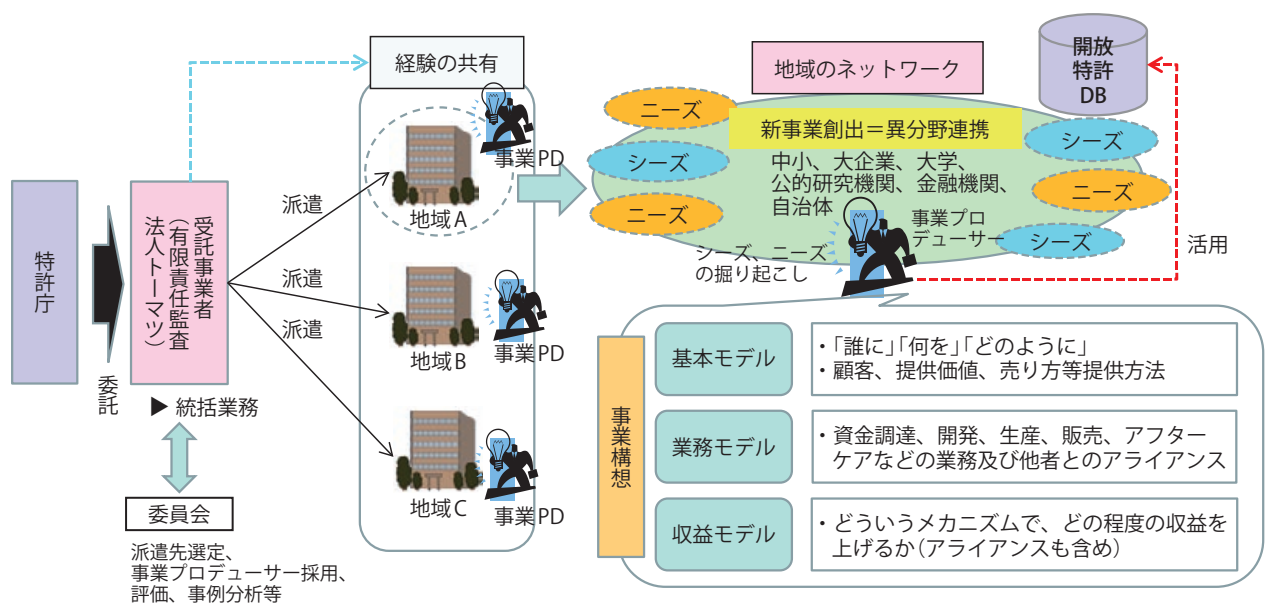 特許庁
委託
受託事業者
（有限責任監査
法人トーマツ）
▶ 統括業務
委員会
派遣先選定、
事業プロデューサー採用、
評価、事例分析等
派遣
派遣
派遣
経験の共有
事業PD
地域A
事業PD
地域B
事業PD
地域C
地域のネットワーク
開放
特許
DB
新事業創出＝異分野連携
中小、大企業、大学、
公的研究機関、金融機関、
自治体
ニーズ
シーズ
ニーズ
シーズ
ニーズ
シーズ
事業プロ
デューサー
シーズ、ニーズ
の掘り起こし
活用
事業構想
基本モデル
・「誰に」「何を」「どのように」
・顧客、提供価値、売り方等提供方法
業務モデル
・資金調達、開発、生産、販売、アフター
ケアなどの業務及び他者とのアライアンス
収益モデル
・どういうメカニズムで、どの程度の収益を
上げるか（アライアンスも含め）